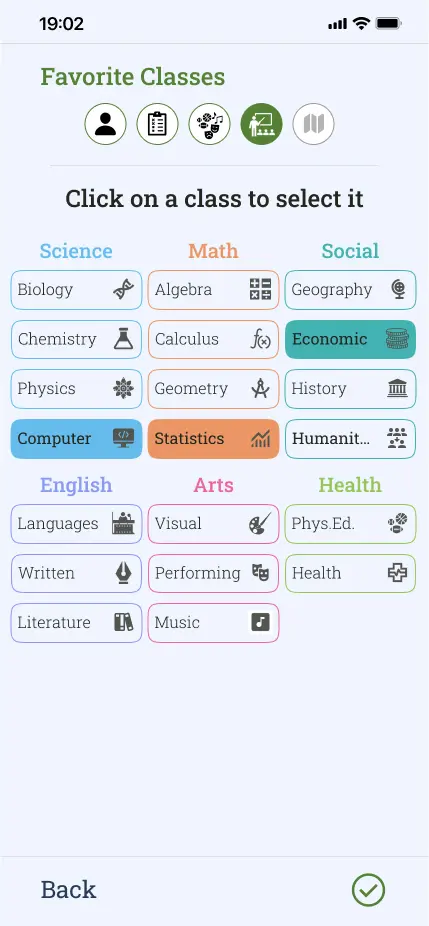 19:02
Favorite Classes
Click on a class to select it
Science Math Social
Biology Algebra Geography
Chemistry Calculus f(x) Economic
Physics Geometry History
Computer </> Statistics Humanit...
English Arts Health
Languages Visual Phys.Ed.
Written Performing Health
Literature Music
Back